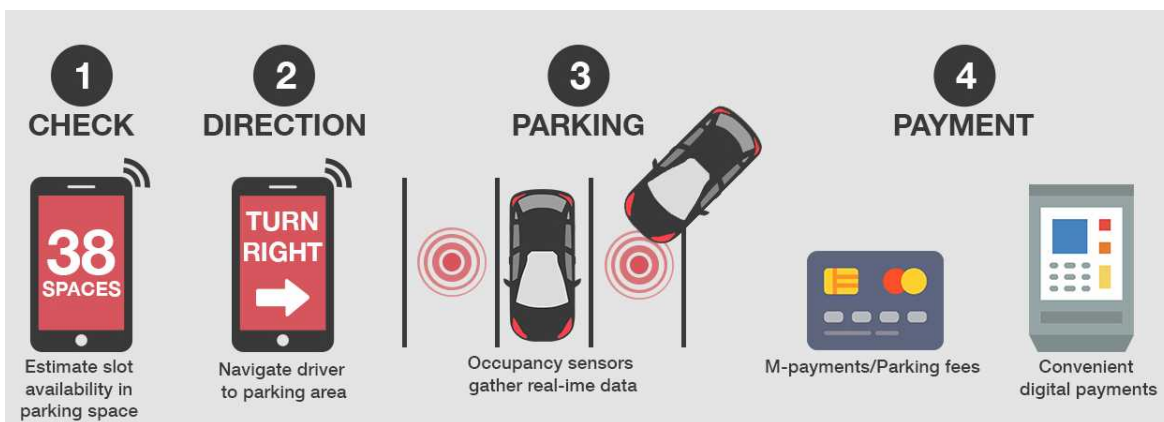 1
CHECK
38
SPACES
Estimate slot
availability in
parking space
2
DIRECTION
TURN
RIGHT
Navigate driver
to parking area
3
PARKING
Occupancy sensors
gather real-ime data
4
PAYMENT
M-payments/Parking fees
Convenient
digital payments